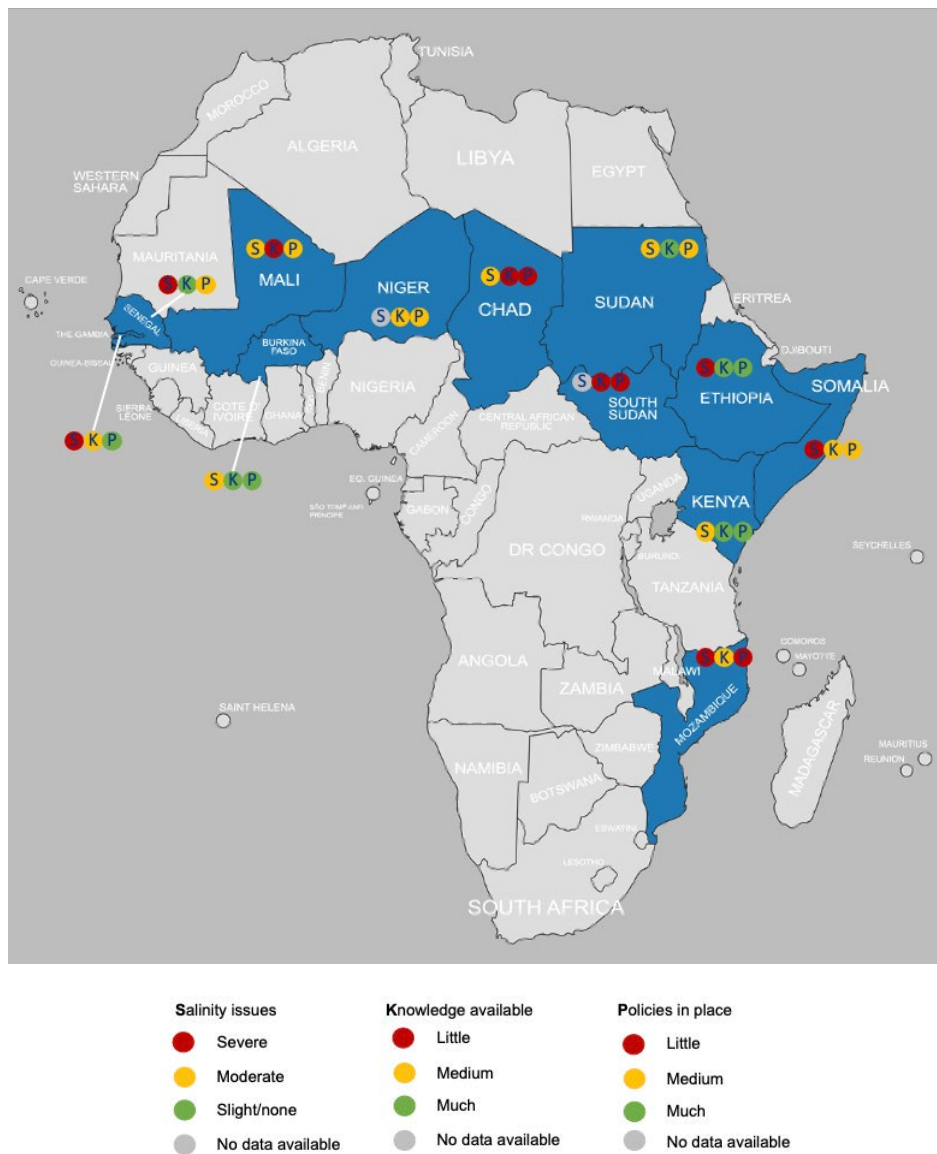 TUNISIA
MOROCCO
ALGERIA
LIBYA
EGYPT
WESTERN
SAHARA
MAURITANIA
S K P
MALI
S K P
NIGER
S K P
S K P
CHAD
S K P
SUDAN
CAPE VERDE
SENEGAL
THE GAMBIA
GUINEA-BISSAU
BURKINA
FASO
ERITREA
DJIBOUTI
GUINEA
SIERRA
LEONE
LIBERIA
COTE D'
IVOIRE
GHANA
BENIN
NIGERIA
S K P
SOUTH
SUDAN
S K P
ETHIOPIA
SOMALIA
S K P
CENTRAL AFRICAN
REPUBLIC
CAMEROON
S K P
S K P
EQ. GUINEA
SÃO TOMÉ AND
PRINCIPE
GABON
CONGO
DR CONGO
UGANDA
RWANDA
BURUNDI
KENYA
S K P
TANZANIA
SEYCHELLES
COMOROS
MAYOTTE
S K P
ANGOLA
ZAMBIA
MALAWI
MOZAMBIQUE
SAINT HELENA
ZIMBABWE
NAMIBIA
BOTSWANA
MADAGASCAR
MAURITIUS
REUNION
ESWATINI
LESOTHO
SOUTH AFRICA
Salinity issues
Severe
Moderate
Slight/none
No data available
Knowledge available
Little
Medium
Much
No data available
Policies in place
Little
Medium
Much
No data available